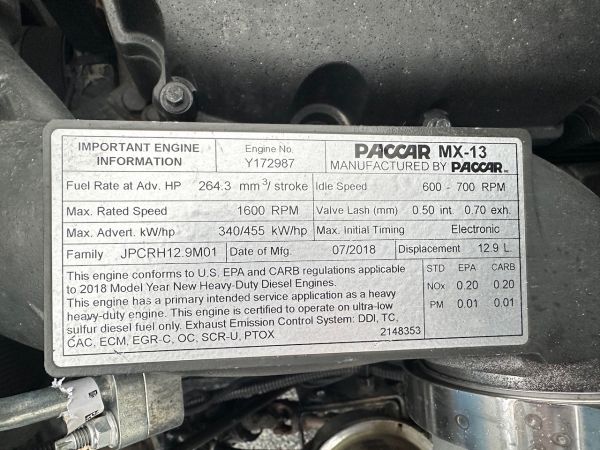 IMPORTANT ENGINE INFORMATION
Engine No. Y172987
PACCAR MX-13
MANUFACTURED BY PACCAR INC
Fuel Rate at Adv. HP 264.3 mm³/stroke Idle Speed 600 - 700 RPM
Max. Rated Speed 1600 RPM Valve Lash (mm) 0.50 int. 0.70 exh.
Max. Advert. kW/hp 340/455 kW/hp Max. Initial Timing Electronic
Family JPCRH12.9M01 Date of Mfg. 07/2018 Displacement 12.9 L
This engine conforms to U.S. EPA and CARB regulations applicable
to 2018 Model Year New Heavy-Duty Diesel Engines.
This engine has a primary intended service application as a heavy
heavy-duty engine. This engine is certified to operate on ultra-low
sulfur diesel fuel only. Exhaust Emission Control System: DDI, TC,
CAC, ECM, EGR-C, OC, SCR-U, PTOX 2148353
STD EPA CARB
NOx 0.20 0.20
PM 0.01 0.01